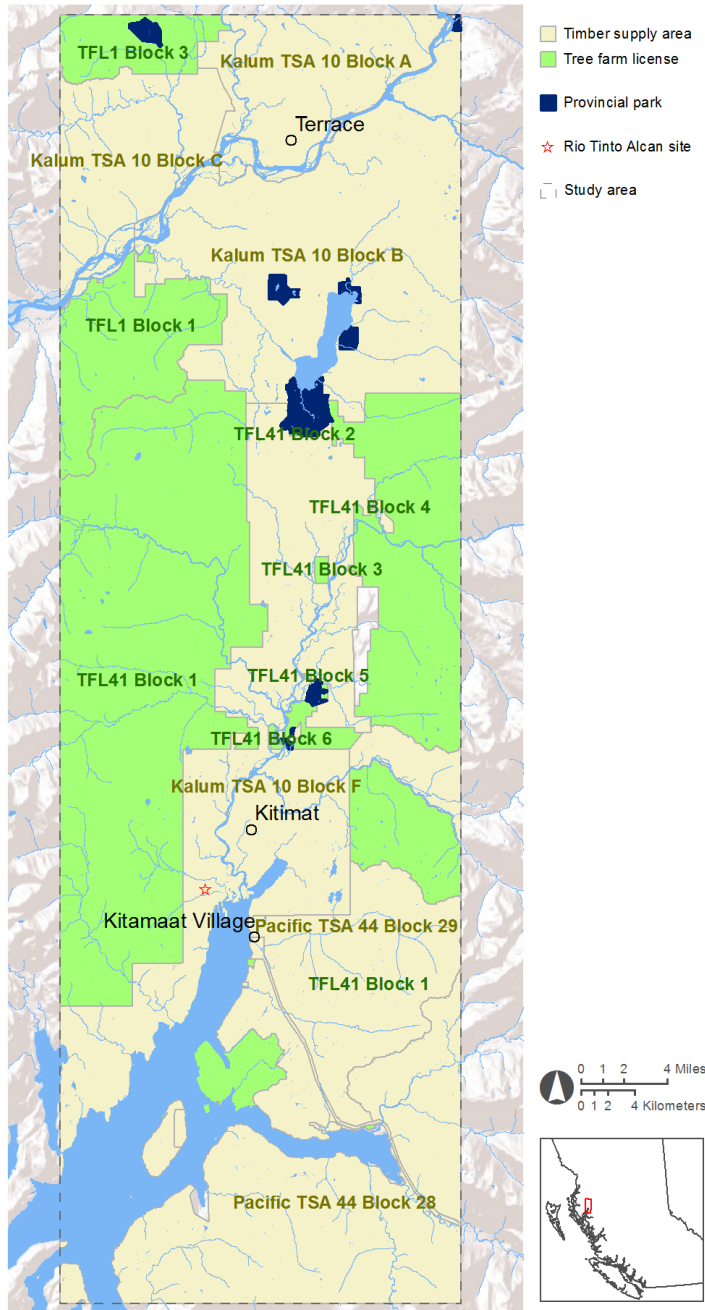 TFL1 Block 3
Kalum TSA 10 Block A
Terrace
Kalum TSA 10 Block C
Kalum TSA 10 Block B
TFL1 Block 1
TFL41 Block 2
TFL41 Block 4
TFL41 Block 3
TFL41 Block 1
TFL41 Block 5
TFL41 Block 6
Kalum TSA 10 Block F
Kitimat
Kitamaat Village
Pacific TSA 44 Block 29
TFL41 Block 1
Pacific TSA 44 Block 28
Timber supply area
Tree farm license
Provincial park
Rio Tinto Alcan site
Study area
0 1 2 4 Miles
0 1 2 4 Kilometers